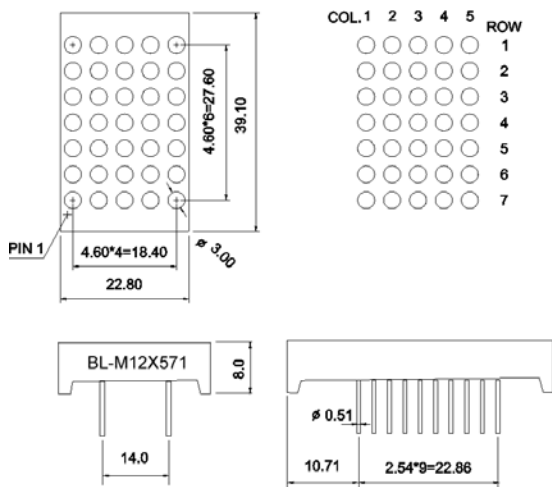 COL. 1 2 3 4 5
ROW
1
2
3
4
5
6
7
4.60*6=27.60
39.10
PIN 1
4.60*4=18.40
ø 3.00
22.80
BL-M12X571
8.0
14.0
ø 0.51
10.71
2.54*9=22.86